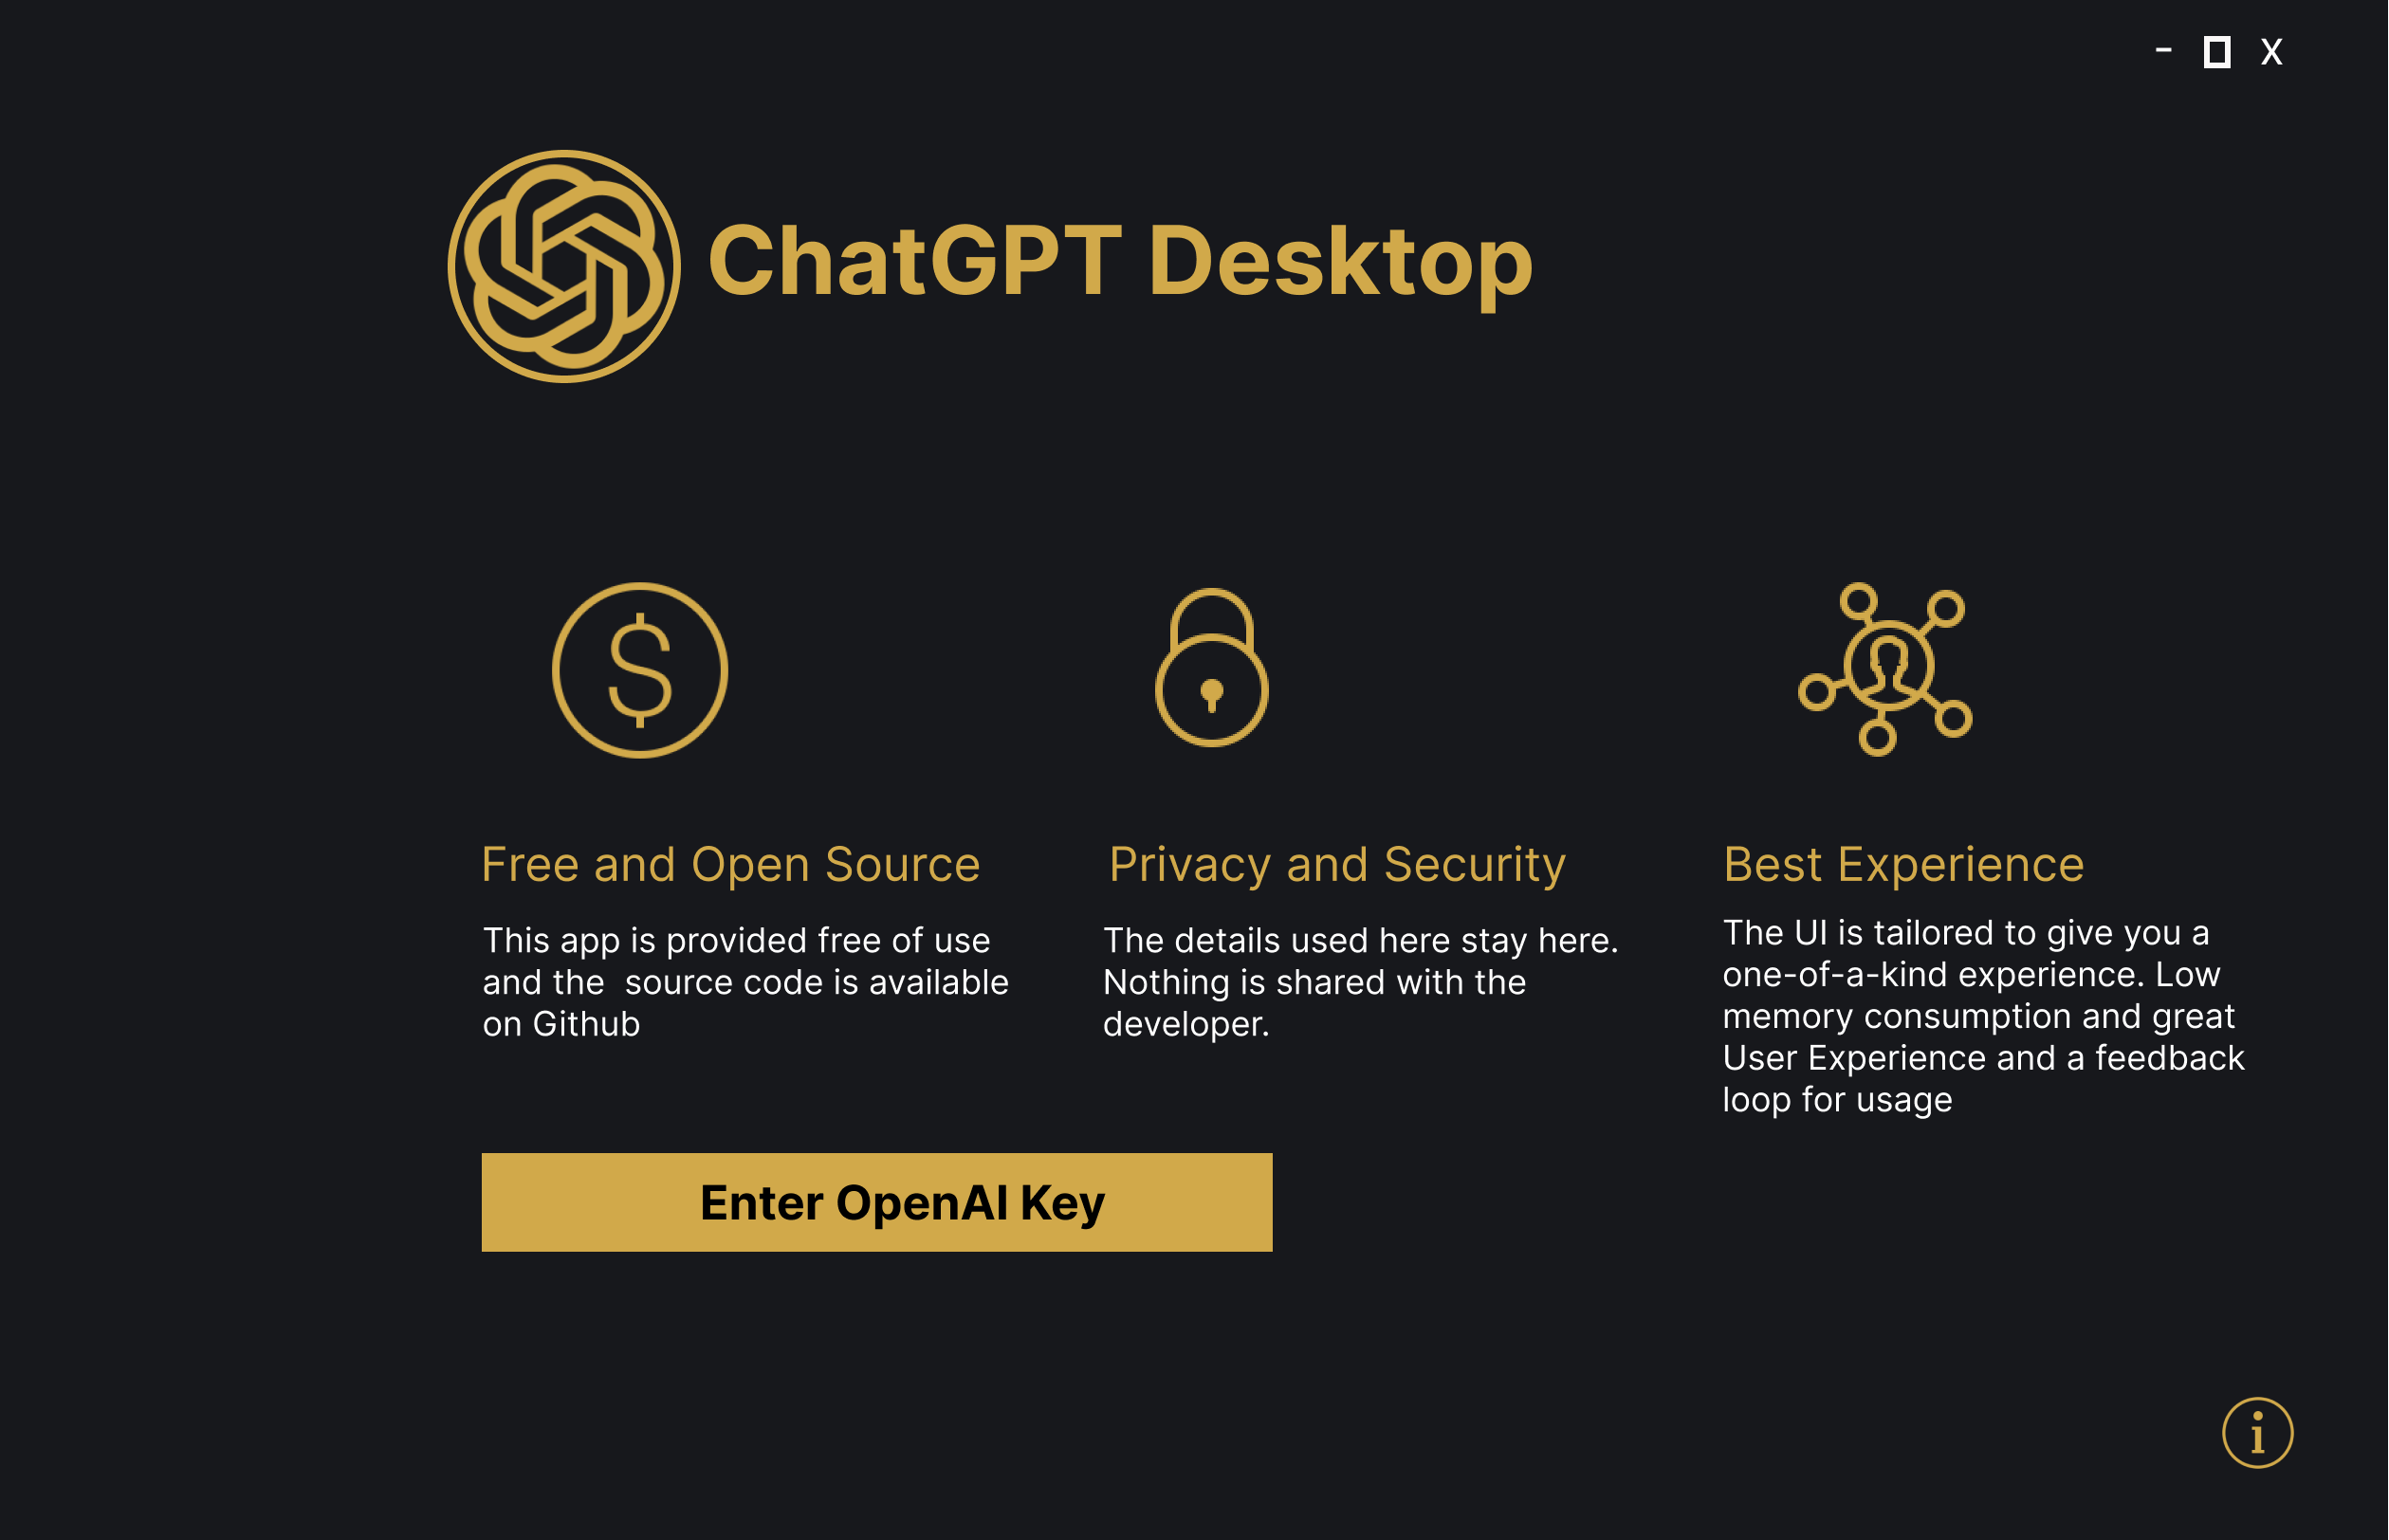 - X
ChatGPT Desktop
$
Free and Open Source
This app is provided free of use
and the  source code is available
on Github
Privacy and Security
The details used here stay here.
Nothing is shared with the
developer.
Best Experience
The UI is tailored to give you a
one-of-a-kind experience. Low
memory consumption and great
User Experience and a feedback
loop for usage
Enter OpenAI Key
i